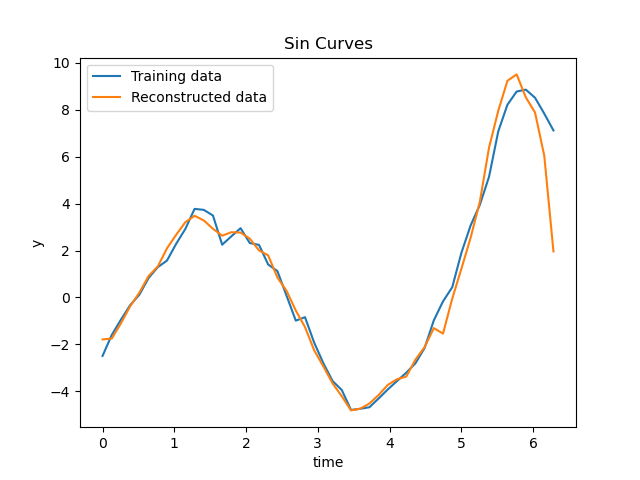 Sin Curves
Training data
Reconstructed data
10
8
6
4
2
0
−2
−4
y
0 1 2 3 4 5 6
time